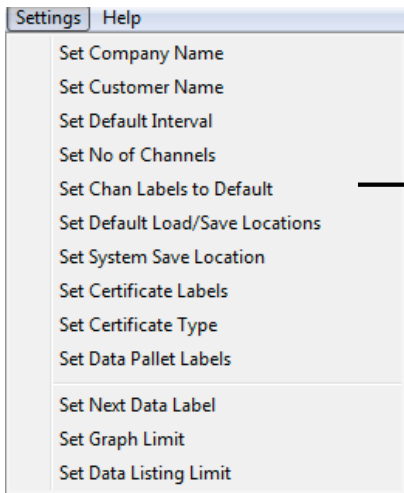 Settings Help
Set Company Name
Set Customer Name
Set Default Interval
Set No of Channels
Set Chan Labels to Default
Set Default Load/Save Locations
Set System Save Location
Set Certificate Labels
Set Certificate Type
Set Data Pallet Labels
Set Next Data Label
Set Graph Limit
Set Data Listing Limit